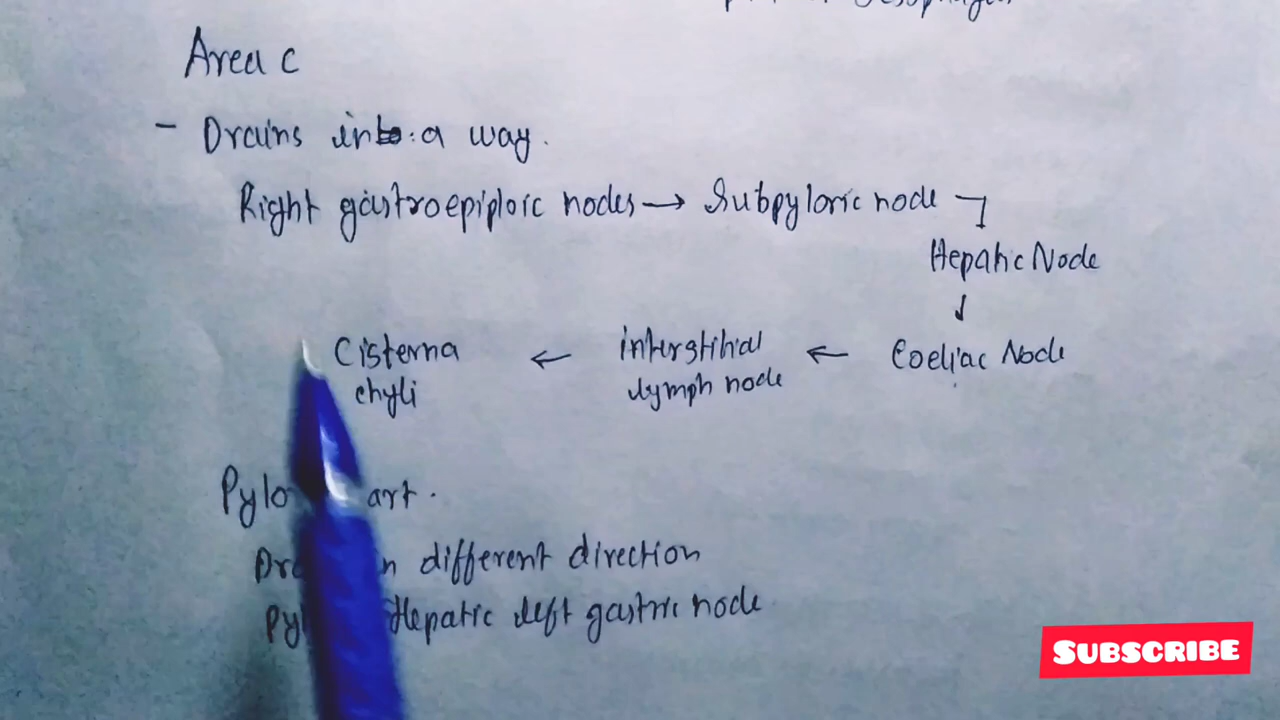 Area C
- Drains into a way.
Right gastroepiploic nodes → Subpyloric node
Hepatic Node
↓
Cisterna chyli ← interstitial lymph node ← Coeliac Node
art.
different direction
Hepatic left gastric node
SUBSCRIBE